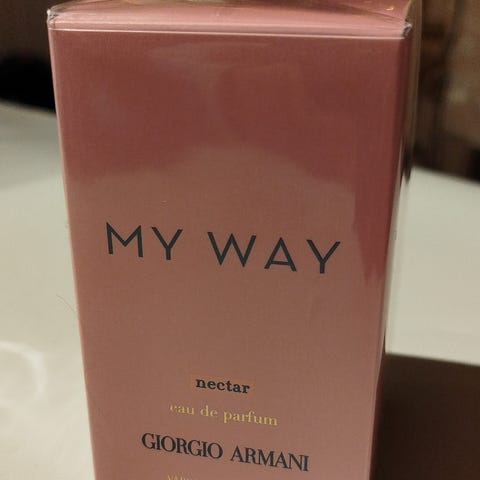 MY WAY
nectar
eau de parfum
GIORGIO ARMANI